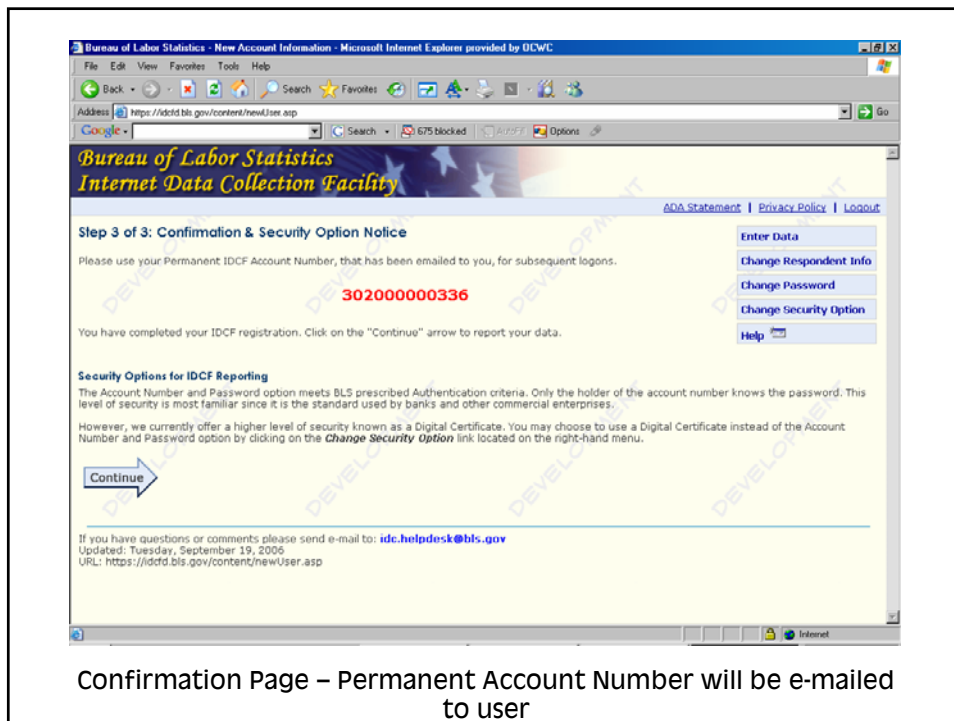 Bureau of Labor Statistics - New Account Information - Microsoft Internet Explorer provided by OCWC
File Edit View Favorites Tools Help
Back Search Favorites
Address https://idcfd.bls.gov/content/newUser.asp Go
Google Search 675 blocked AutoFill Options
Bureau of Labor Statistics
Internet Data Collection Facility
ADA Statement | Privacy Policy | Logout
Step 3 of 3: Confirmation & Security Option Notice
Enter Data
Please use your Permanent IDCF Account Number, that has been emailed to you, for subsequent logons.
Change Respondent Info
302000000336
Change Password
Change Security Option
You have completed your IDCF registration. Click on the "Continue" arrow to report your data.
Help
Security Options for IDCF Reporting
The Account Number and Password option meets BLS prescribed Authentication criteria. Only the holder of the account number knows the password. This
level of security is most familiar since it is the standard used by banks and other commercial enterprises.
However, we currently offer a higher level of security known as a Digital Certificate. You may choose to use a Digital Certificate instead of the Account
Number and Password option by clicking on the Change Security Option link located on the right-hand menu.
Continue
DEVELOPMENT DEVELOPMENT DEVELOPMENT
DEVELOPMENT DEVELOPMENT DEVELOPMENT
If you have questions or comments please send e-mail to: idc.helpdesk@bls.gov
Updated: Tuesday, September 19, 2006
URL: https://idcfd.bls.gov/content/newUser.asp
Internet
Confirmation Page – Permanent Account Number will be e-mailed
to user